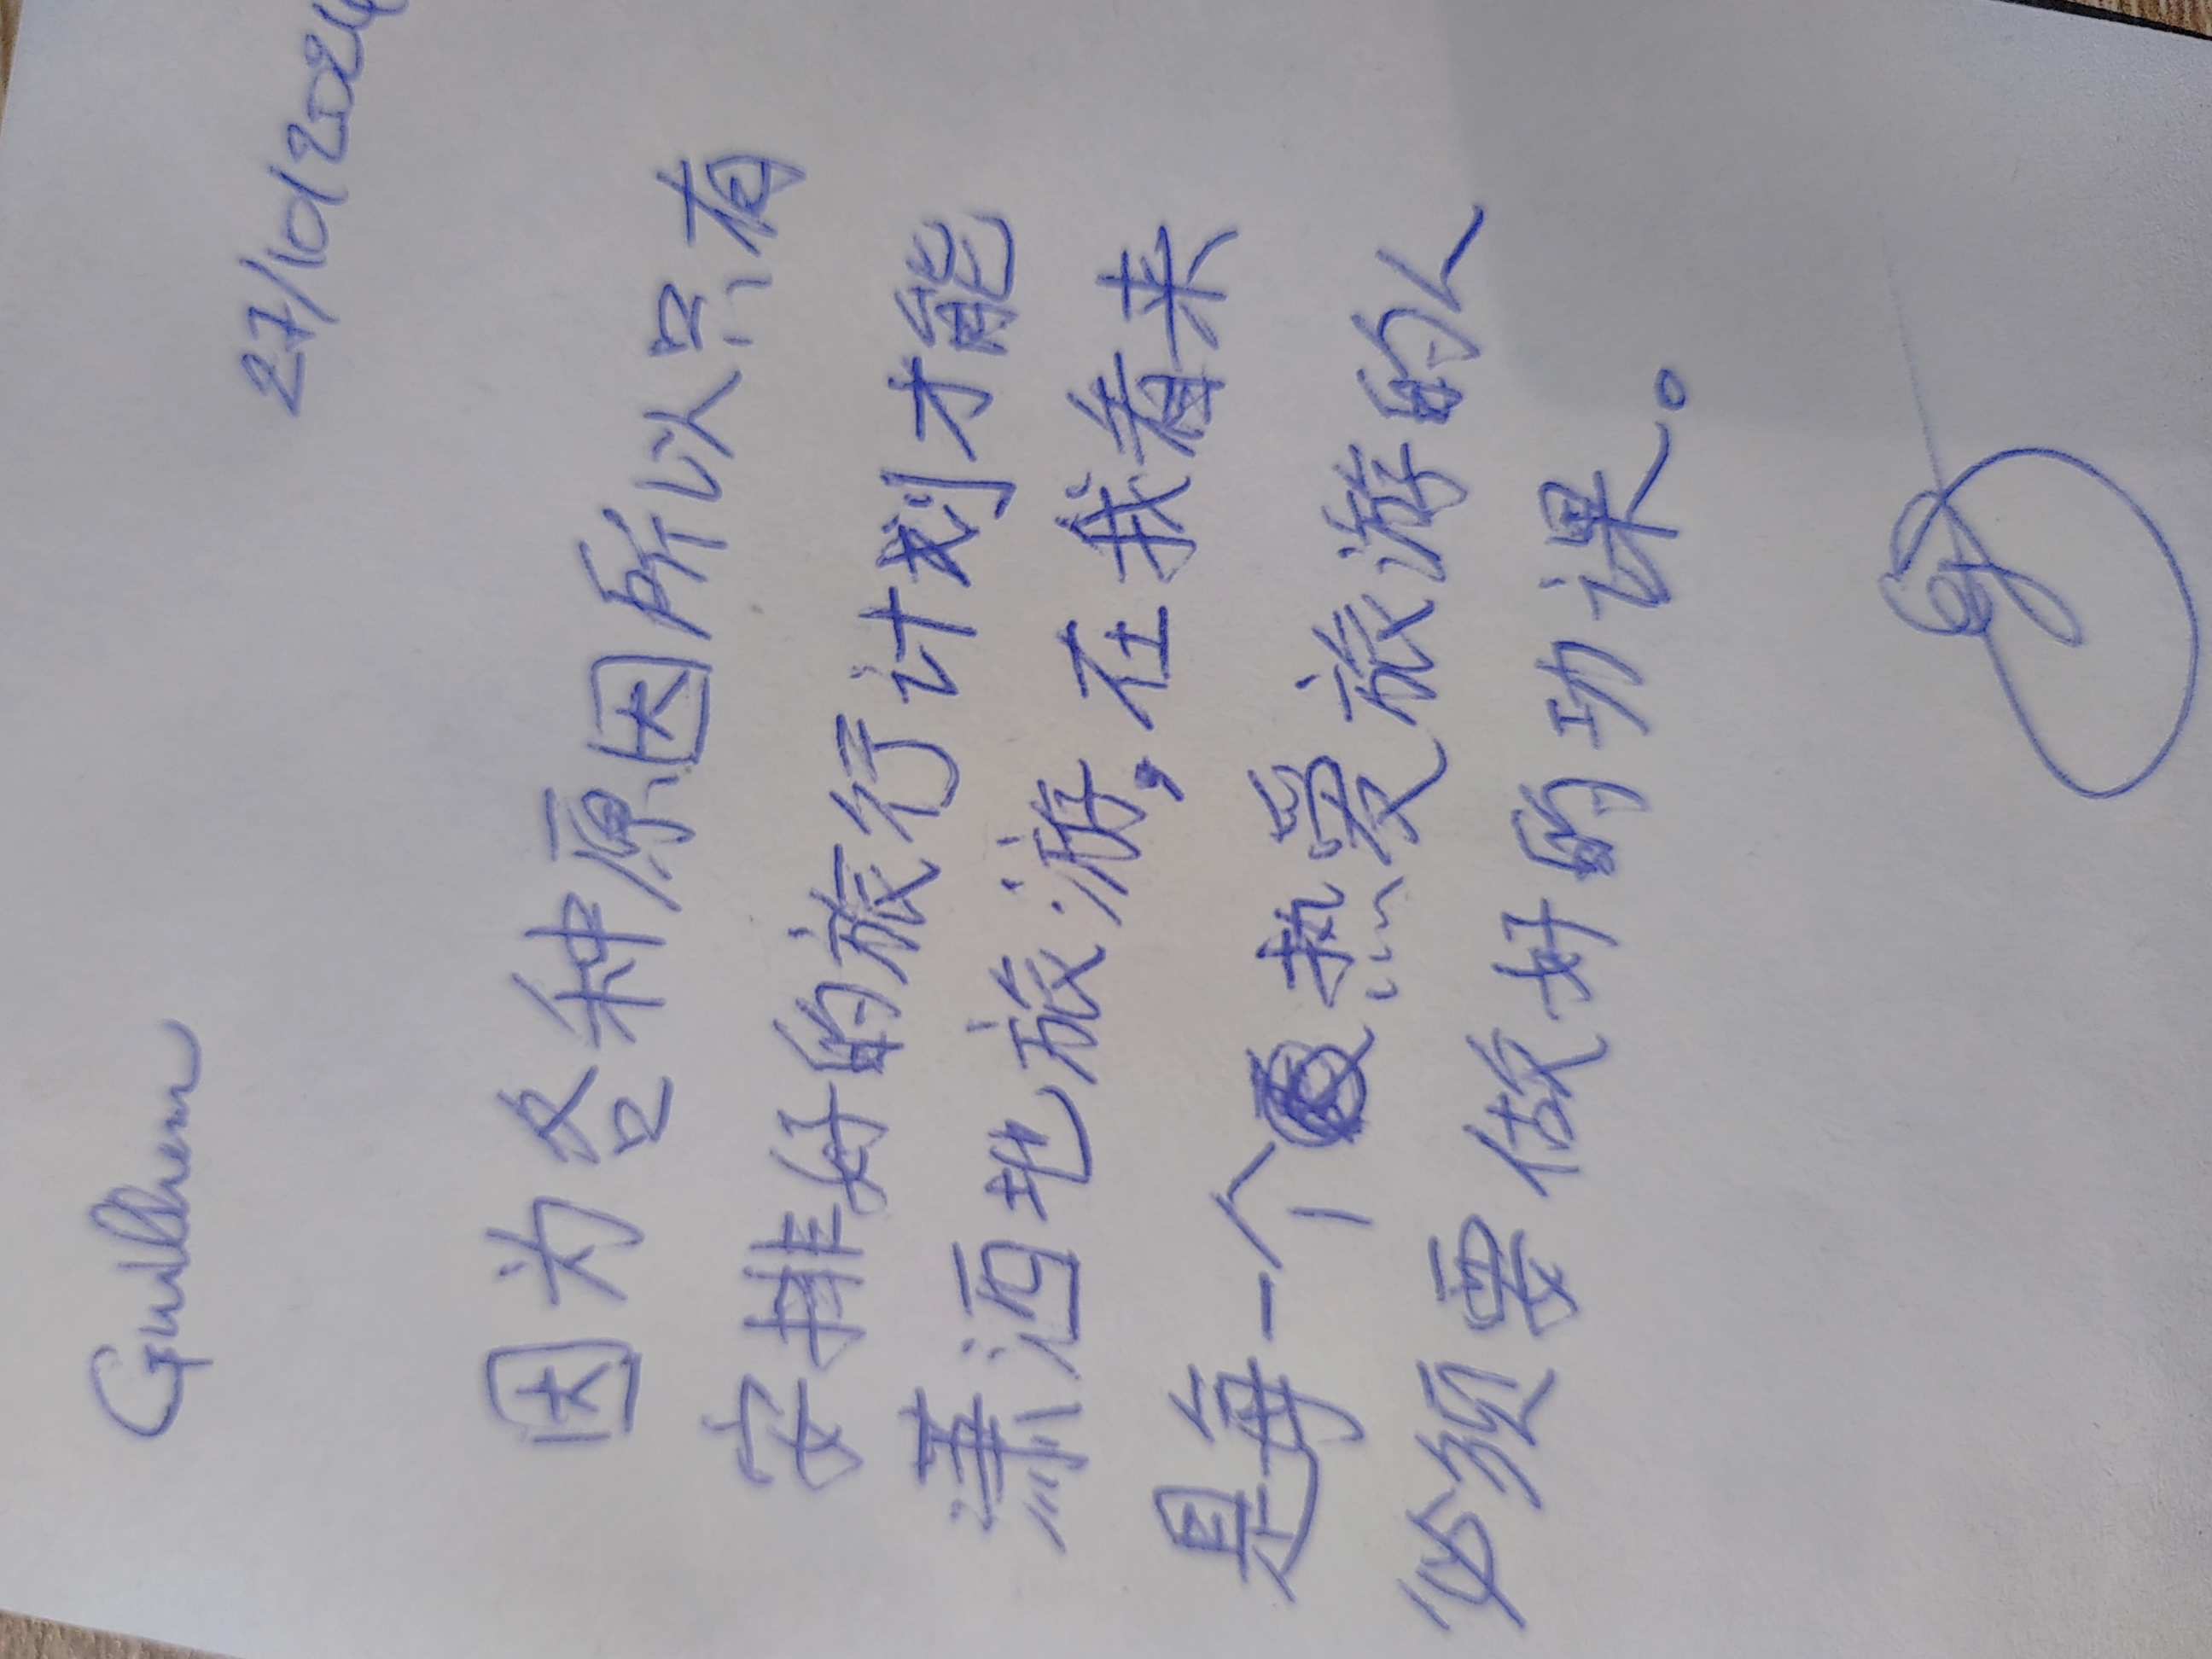 Guilhem
27/10/2024
因为各种原因所以只有
安排好的旅行计划才能
潇洒地旅游，在我看来
是每一个热爱旅游的人
必须要做好的功课。